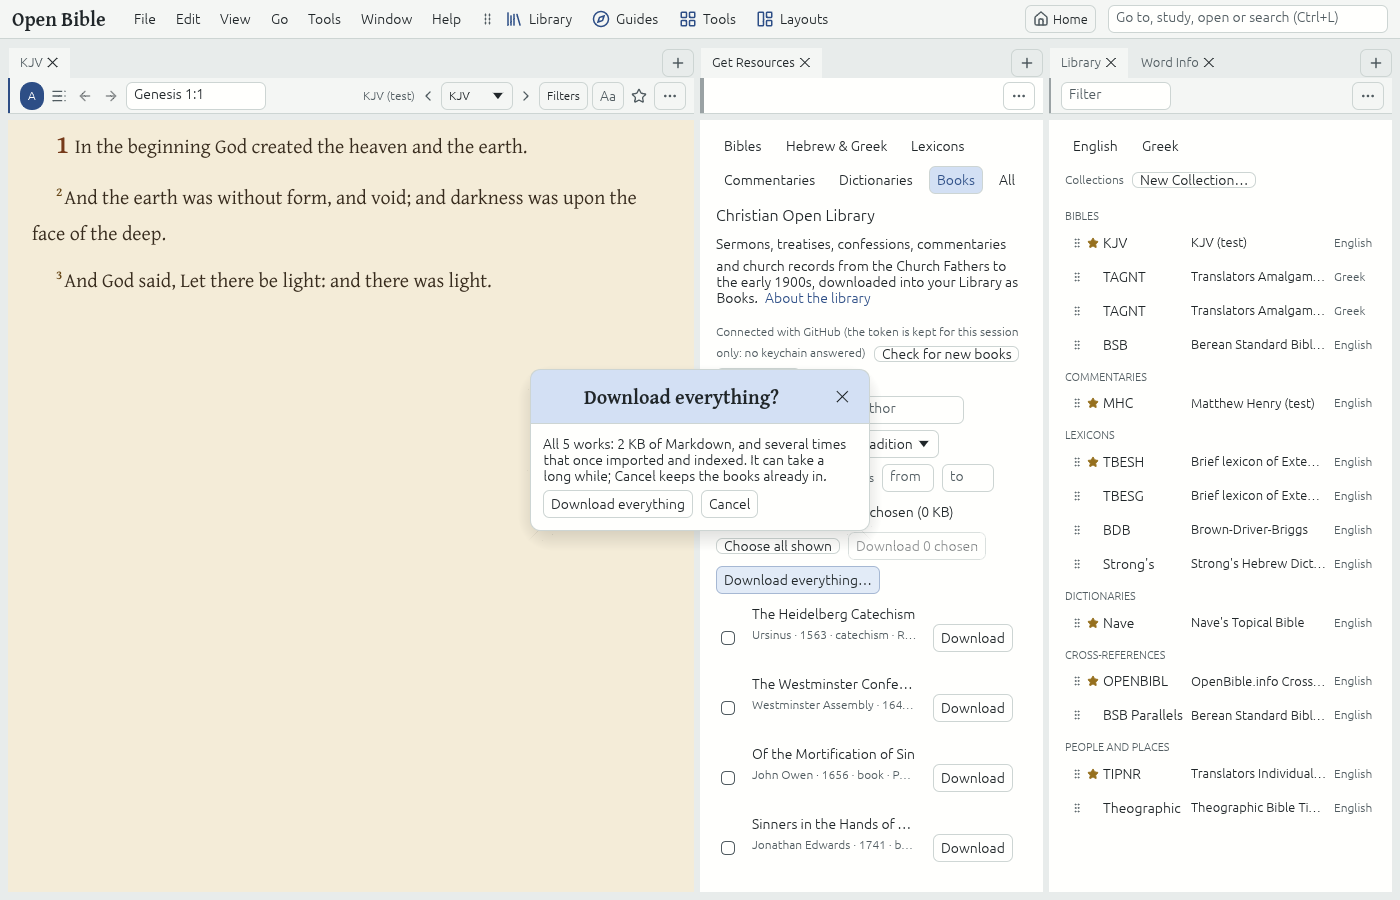 Open Bible
File Edit View Go Tools Window Help
Library Guides Tools Layouts
Home
Go to, study, open or search (Ctrl+L)
KJV
A
Genesis 1:1
KJV (test)
KJV
Filters
Aa
1 In the beginning God created the heaven and the earth.
2 And the earth was without form, and void; and darkness was upon the
face of the deep.
3 And God said, Let there be light: and there was light.
Get Resources
Bibles Hebrew & Greek Lexicons
Commentaries Dictionaries Books All
Christian Open Library
Sermons, treatises, confessions, commentaries
and church records from the Church Fathers to
the early 1900s, downloaded into your Library as
Books. About the library
Connected with GitHub (the token is kept for this session
only: no keychain answered) Check for new books
Download everything?
All 5 works: 2 KB of Markdown, and several times
that once imported and indexed. It can take a
long while; Cancel keeps the books already in.
Download everything Cancel
from to
chosen (0 KB)
Choose all shown Download 0 chosen
Download everything…
The Heidelberg Catechism
Ursinus · 1563 · catechism · R…
Download
The Westminster Confe…
Westminster Assembly · 164…
Download
Of the Mortification of Sin
John Owen · 1656 · book · P…
Download
Sinners in the Hands of …
Jonathan Edwards · 1741 · b…
Download
Library Word Info
Filter
English Greek
Collections New Collection…
BIBLES
KJV KJV (test) English
TAGNT Translators Amalgam… Greek
TAGNT Translators Amalgam… Greek
BSB Berean Standard Bibl… English
COMMENTARIES
MHC Matthew Henry (test) English
LEXICONS
TBESH Brief lexicon of Exte… English
TBESG Brief lexicon of Exte… English
BDB Brown-Driver-Briggs English
Strong's Strong's Hebrew Dict… English
DICTIONARIES
Nave Nave's Topical Bible English
CROSS-REFERENCES
OPENBIBL OpenBible.info Cross… English
BSB Parallels Berean Standard Bibl… English
PEOPLE AND PLACES
TIPNR Translators Individual… English
Theographic Theographic Bible Ti… English